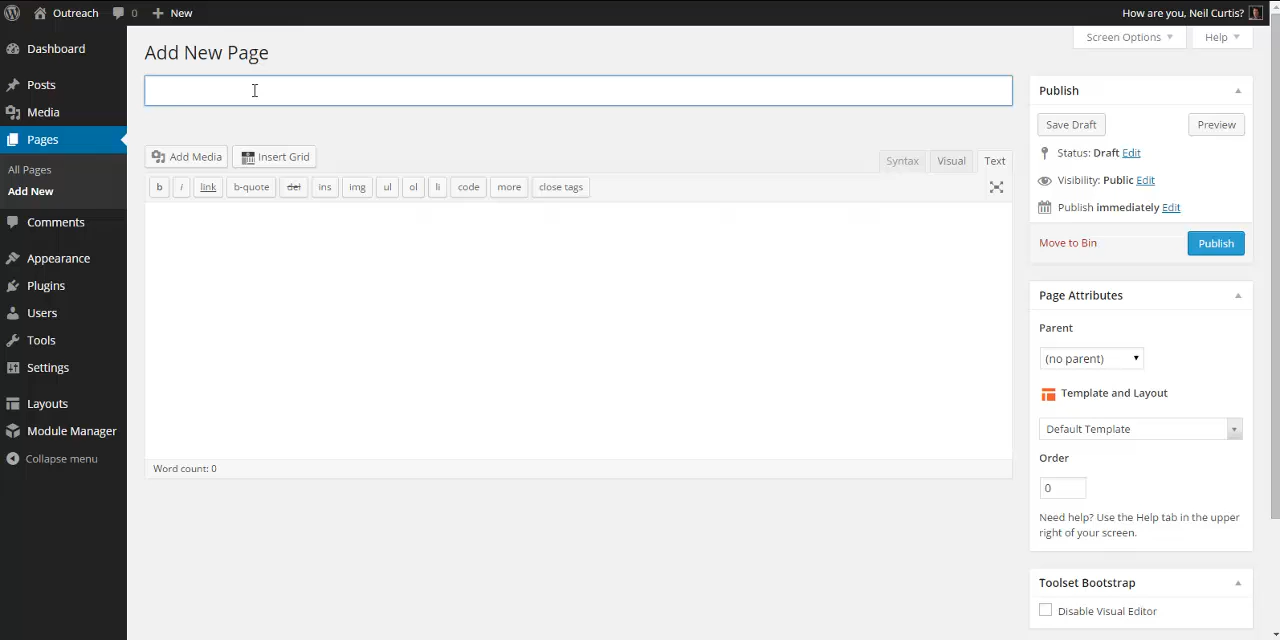 Outreach 0 New How are you, Neil Curtis?
Dashboard
Posts
Media
Pages
All Pages
Add New
Comments
Appearance
Plugins
Users
Tools
Settings
Layouts
Module Manager
Collapse menu
Screen Options Help
Add New Page
Add Media Insert Grid
Syntax Visual Text
b i link b-quote del ins img ul ol li code more close tags
Word count: 0
Publish
Save Draft Preview
Status: Draft Edit
Visibility: Public Edit
Publish immediately Edit
Move to Bin Publish
Page Attributes
Parent
(no parent)
Template and Layout
Default Template
Order
0
Need help? Use the Help tab in the upper
right of your screen.
Toolset Bootstrap
Disable Visual Editor